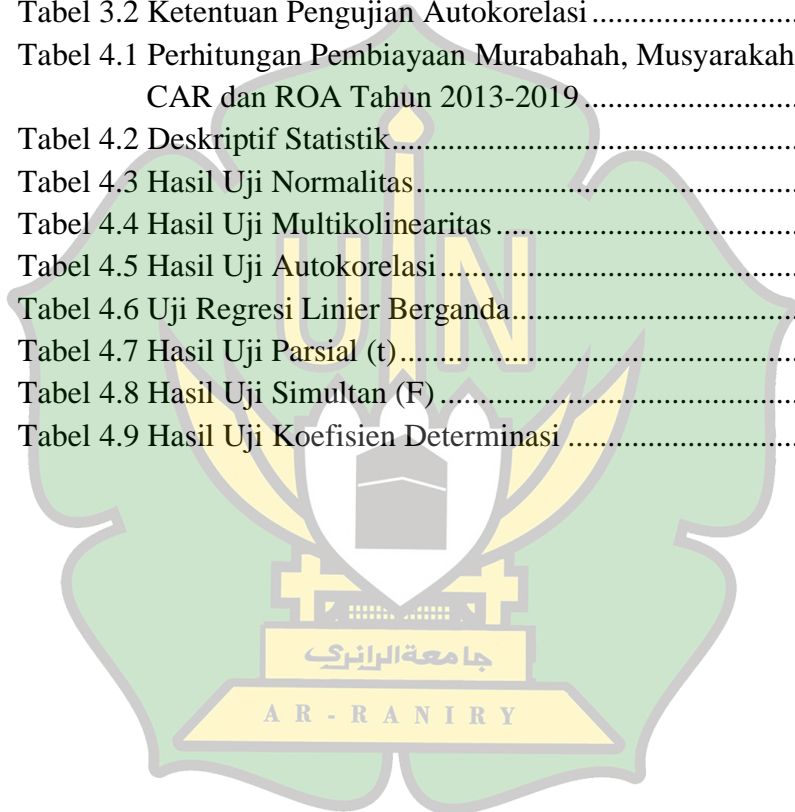 Tabel 3.2 Ketentuan Pengujian Autokorelasi ..............................
Tabel 4.1 Perhitungan Pembiayaan Murabahah, Musyarakah
CAR dan ROA Tahun 2013-2019 ...............................
Tabel 4.2 Deskriptif Statistik...........................................................
Tabel 4.3 Hasil Uji Normalitas.......................................................
Tabel 4.4 Hasil Uji Multikolinearitas ...........................................
Tabel 4.5 Hasil Uji Autokorelasi....................................................
Tabel 4.6 Uji Regresi Linier Berganda..........................................
Tabel 4.7 Hasil Uji Parsial (t)..........................................................
Tabel 4.8 Hasil Uji Simultan (F) ....................................................
Tabel 4.9 Hasil Uji Koefisien Determinasi .................................
UIN
جامعةالرانري
AR-RANIRY